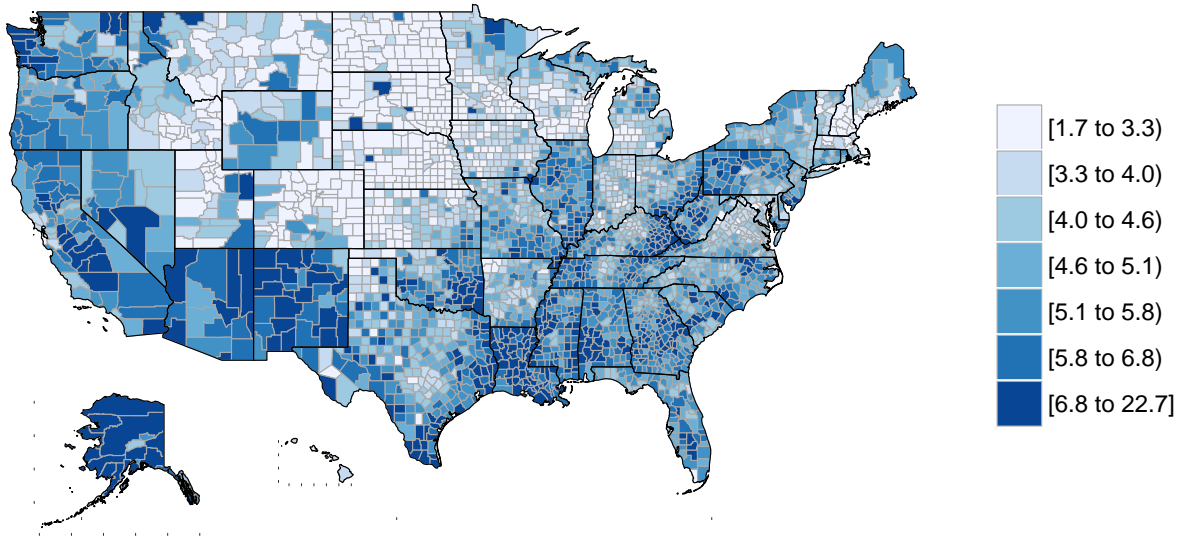 [1.7 to 3.3)
[3.3 to 4.0)
[4.0 to 4.6)
[4.6 to 5.1)
[5.1 to 5.8)
[5.8 to 6.8)
[6.8 to 22.7]